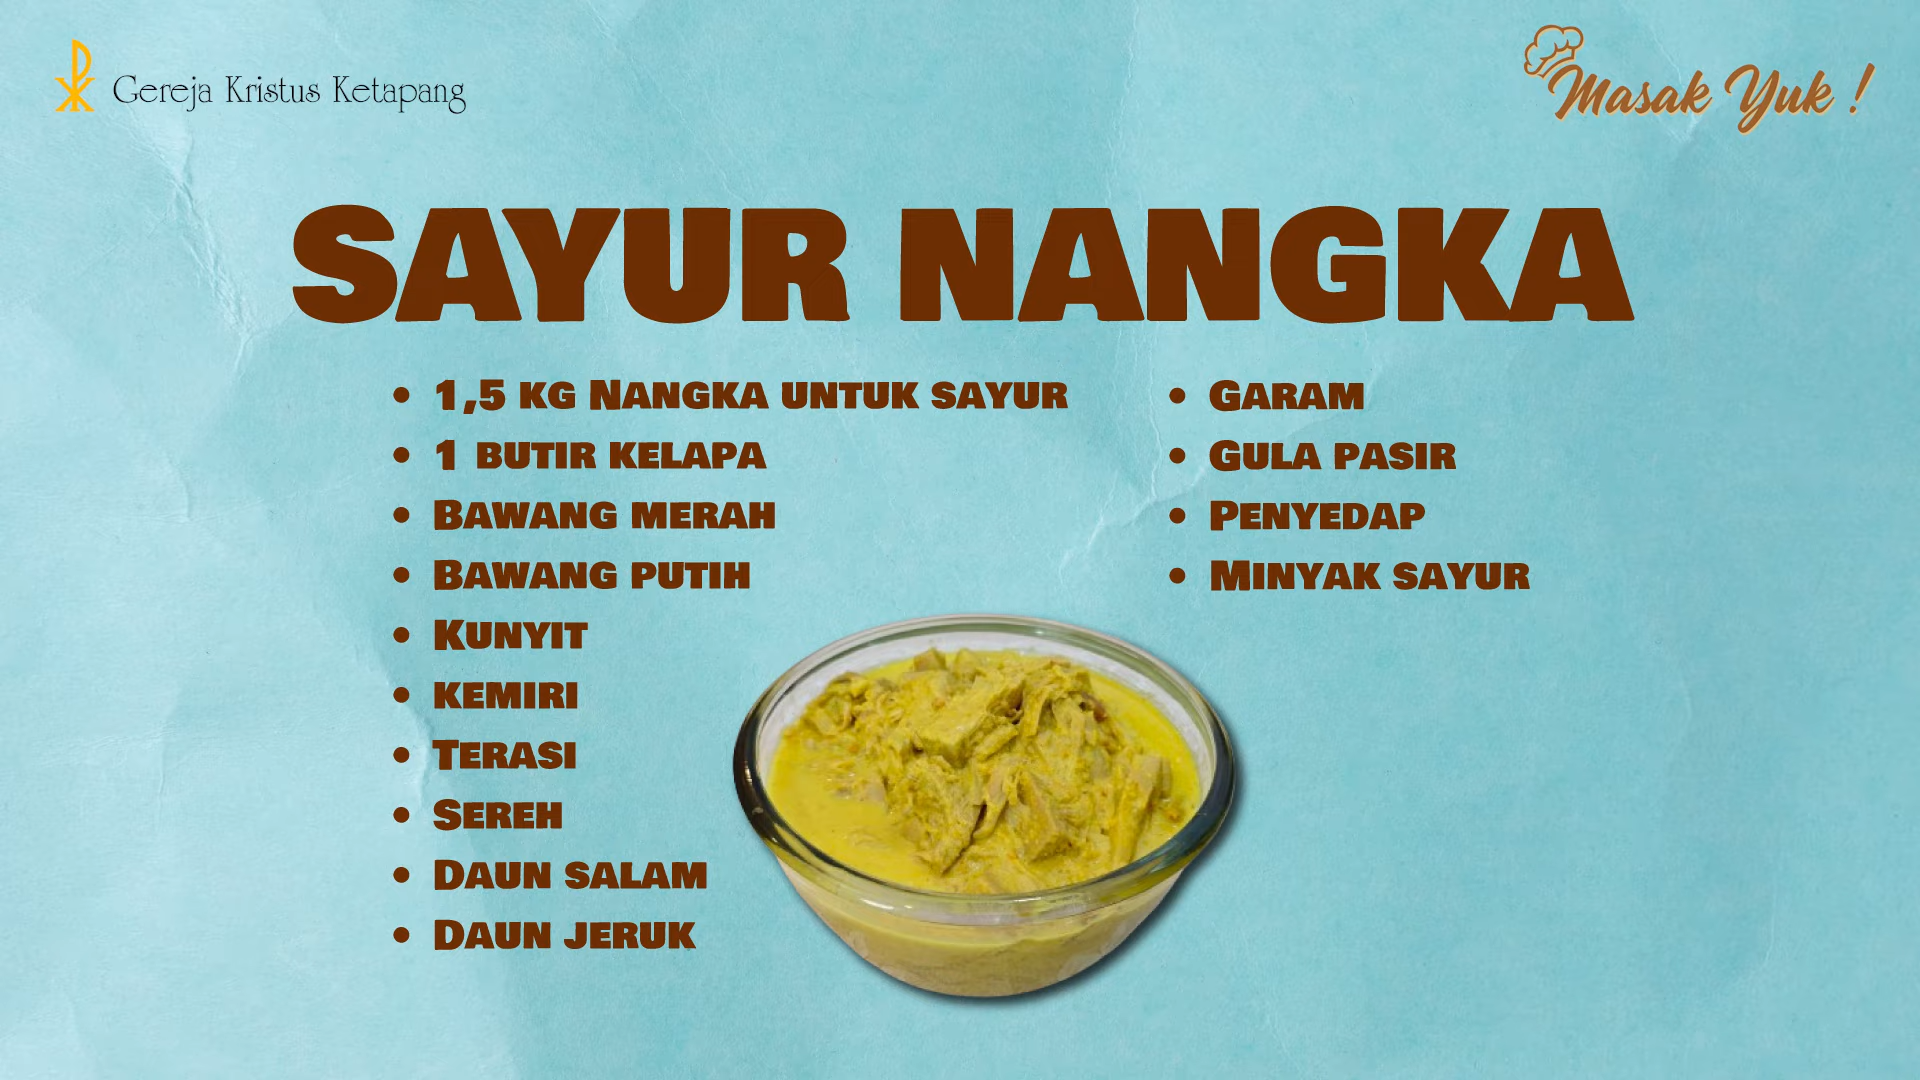 Gereja Kristus Ketapang
Masak Yuk !
SAYUR NANGKA
• 1,5 kg Nangka untuk sayur
• 1 butir kelapa
• Bawang merah
• Bawang putih
• Kunyit
• kemiri
• Terasi
• Sereh
• Daun salam
• Daun jeruk
• Garam
• Gula pasir
• Penyedap
• Minyak sayur